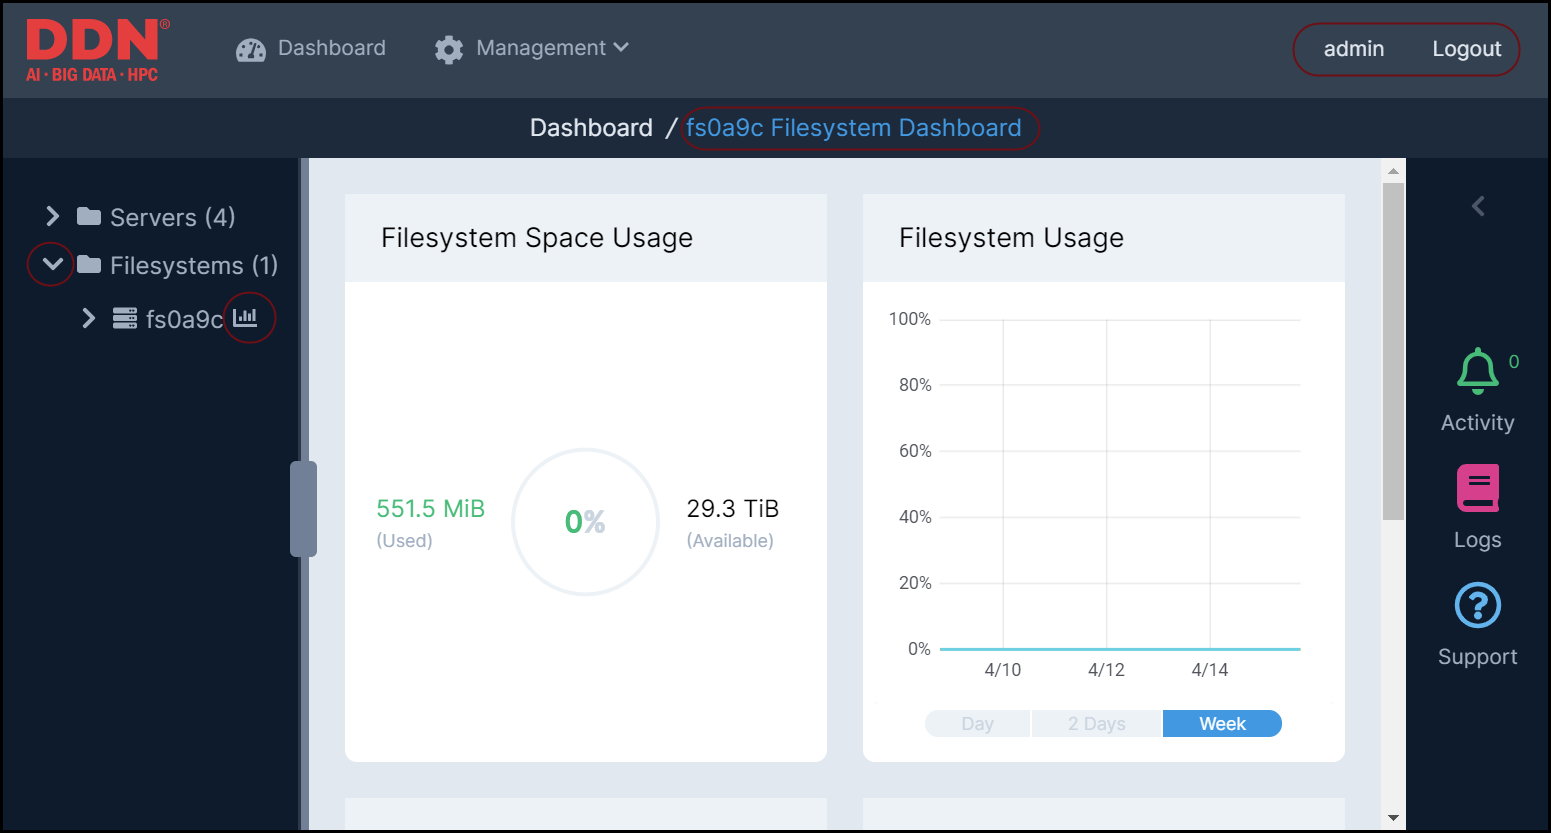 DDN®
AI · BIG DATA · HPC
Dashboard
Management
admin
Logout
Dashboard / fs0a9c Filesystem Dashboard
Servers (4)
Filesystems (1)
fs0a9c
Filesystem Space Usage
551.5 MiB
(Used)
0%
29.3 TiB
(Available)
Filesystem Usage
100%
80%
60%
40%
20%
0%
4/10 4/12 4/14
Day 2 Days Week
0
Activity
Logs
Support